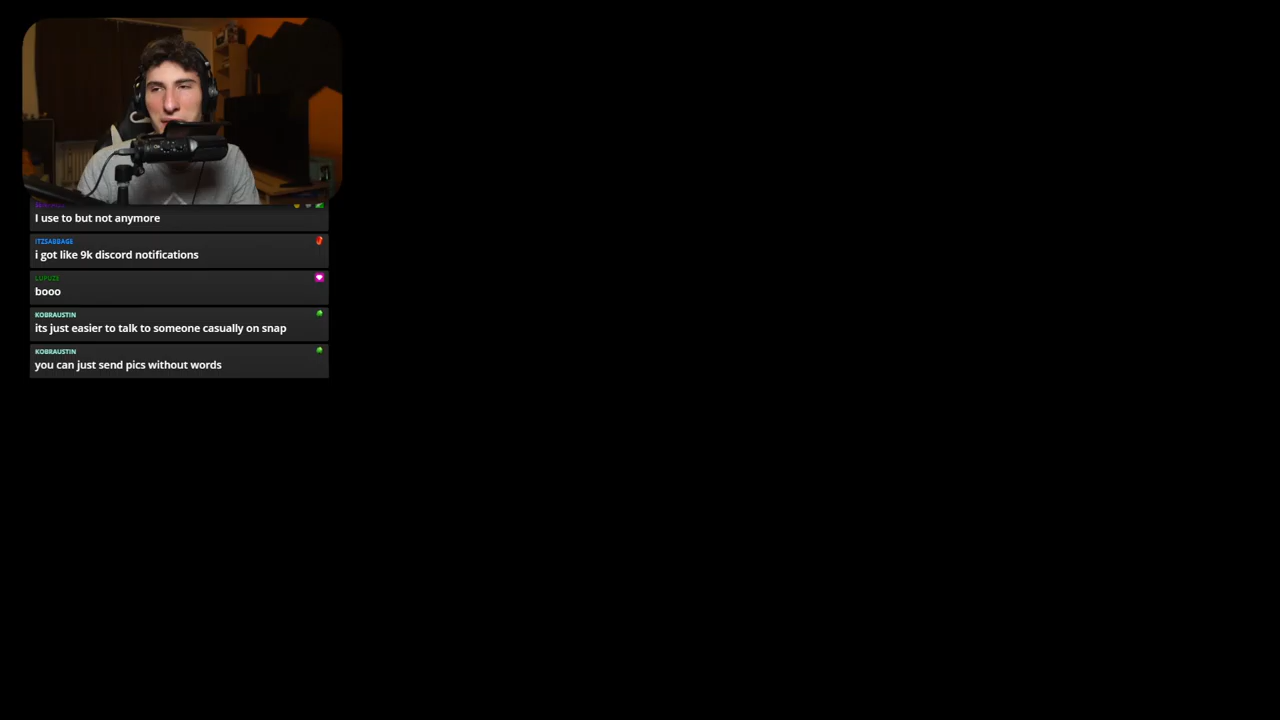 I use to but not anymore
ITZSABBAGE
i got like 9k discord notifications
LUPUZE
booo
KOBRAUSTIN
its just easier to talk to someone casually on snap
KOBRAUSTIN
you can just send pics without words